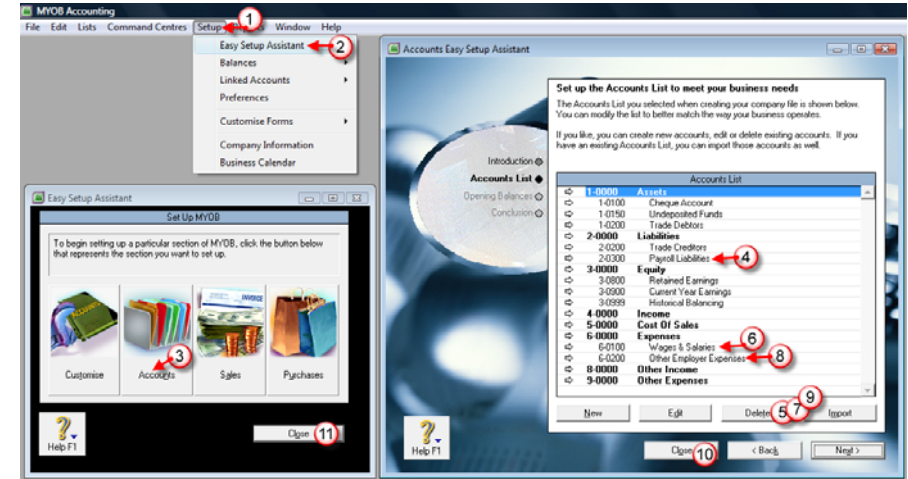 MYOB Accounting
File Edit Lists Command Centres Setup Window Help
1
Easy Setup Assistant
2
Balances
Linked Accounts
Preferences
Customise Forms
Company Information
Business Calendar
Easy Setup Assistant
Set Up MYOB
To begin setting up a particular section of MYOB, click the button below
that represents the section you want to set up.
ACCOUNTS
INVOICE
3
Customise Accounts Sales Purchases
Help F1
Close 11
Accounts Easy Setup Assistant
Introduction
Accounts List
Opening Balances
Conclusion
Set up the Accounts List to meet your business needs
The Accounts List you selected when creating your company file is shown below.
You can modify the list to better match the way your business operates.
If you like, you can create new accounts, edit or delete existing accounts. If you
have an existing Accounts List, you can import those accounts as well.
Accounts List
1-0000 Assets
1-0100 Cheque Account
1-0150 Undeposited Funds
1-0200 Trade Debtors
2-0000 Liabilities
2-0200 Trade Creditors
2-0300 Payroll Liabilities 4
3-0000 Equity
3-0800 Retained Earnings
3-0900 Current Year Earnings
3-0999 Historical Balancing
4-0000 Income
5-0000 Cost Of Sales
6-0000 Expenses
6-0100 Wages & Salaries 6
6-0200 Other Employer Expenses 8
8-0000 Other Income
9-0000 Other Expenses
New Edit Delete 5 7 9 Import
Help F1
Close 10 < Back Next >